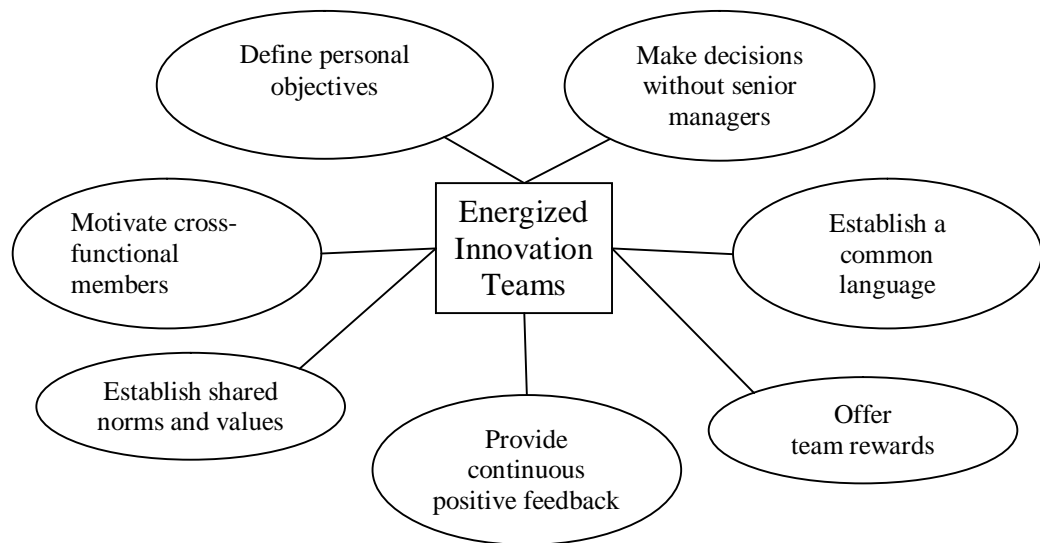 Define personal
objectives
Make decisions
without senior
managers
Energized
Innovation
Teams
Motivate cross-
functional
members
Establish a
common
language
Establish shared
norms and values
Provide
continuous
positive feedback
Offer
team rewards